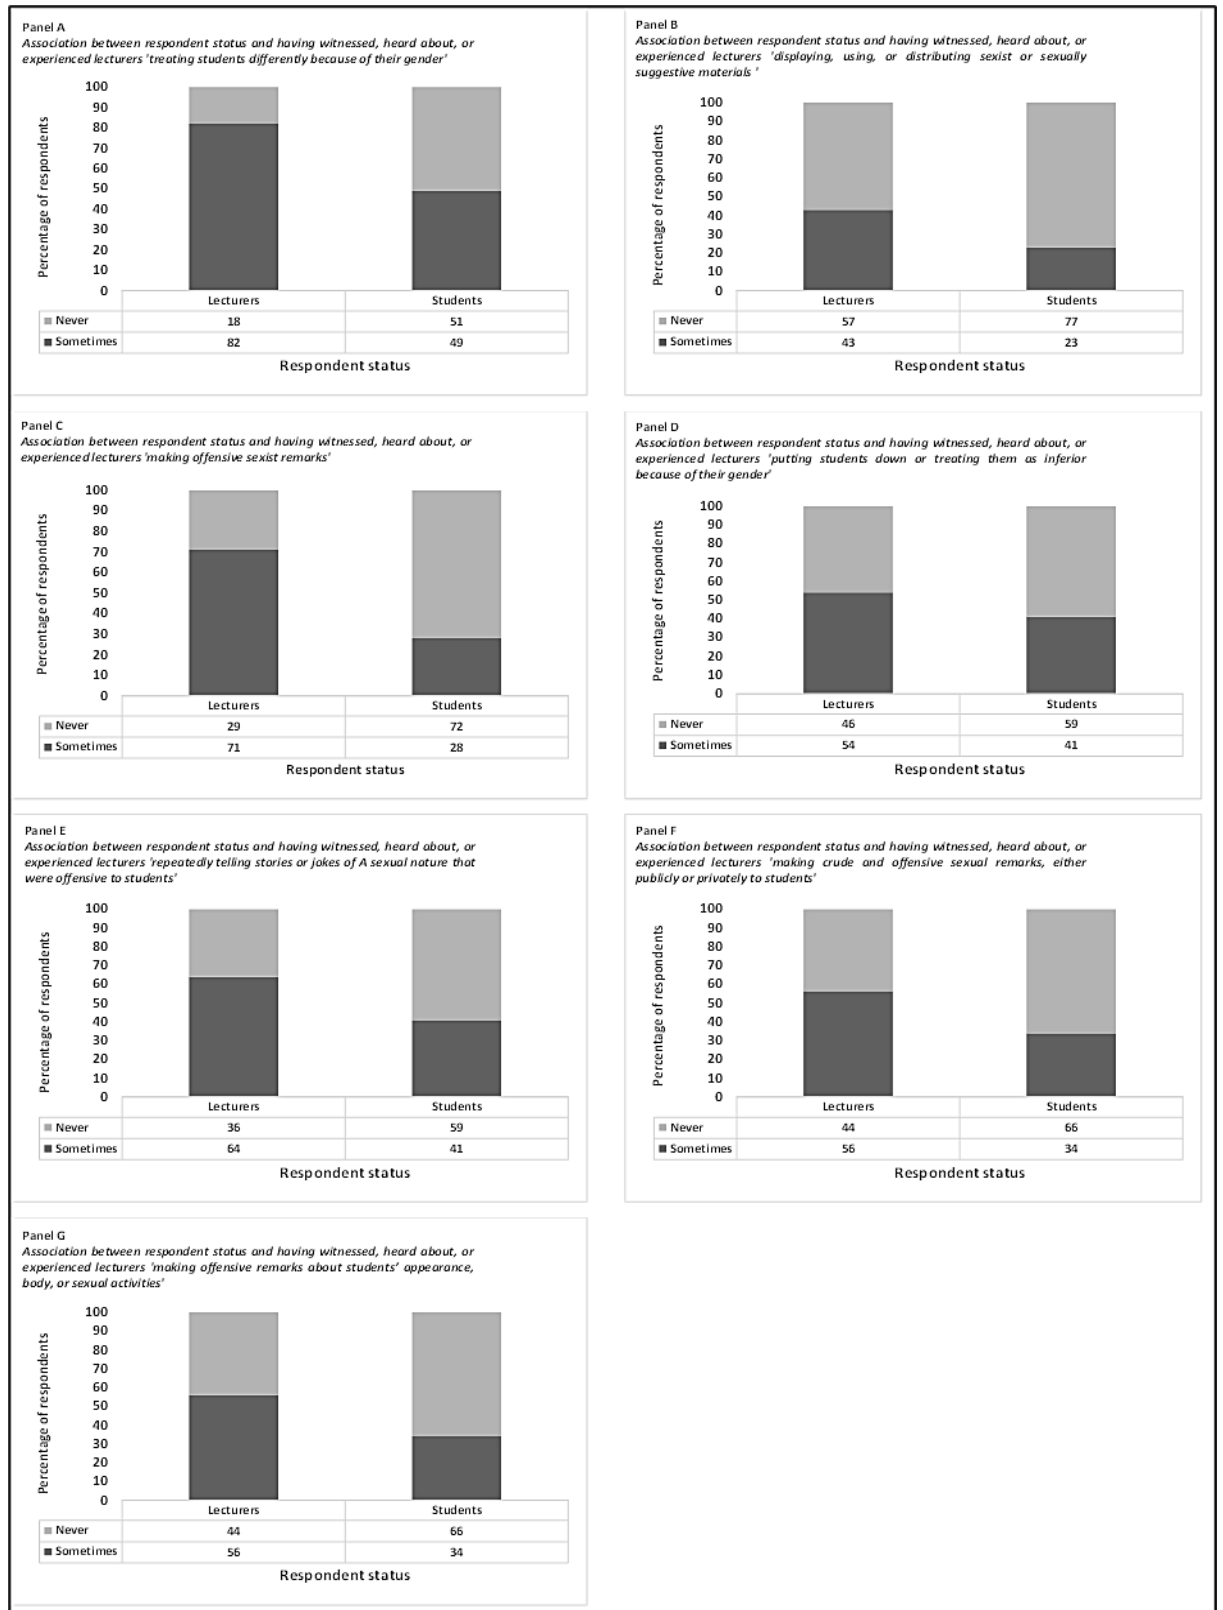 Panel A
Association between respondent status and having witnessed, heard about, or
experienced lecturers 'treating students differently because of their gender'
Percentage of respondents
100
90
80
70
60
50
40
30
20
10
0
Lecturers Students
Never 18 51
Sometimes 82 49
Respondent status
Panel B
Association between respondent status and having witnessed, heard about, or
experienced lecturers 'displaying, using, or distributing sexist or sexually
suggestive materials '
Percentage of respondents
100
90
80
70
60
50
40
30
20
10
0
Lecturers Students
Never 57 77
Sometimes 43 23
Respondent status
Panel C
Association between respondent status and having witnessed, heard about, or
experienced lecturers 'making offensive sexist remarks'
Percentage of respondents
100
90
80
70
60
50
40
30
20
10
0
Lecturers Students
Never 29 72
Sometimes 71 28
Respondent status
Panel D
Association between respondent status and having witnessed, heard about, or
experienced lecturers 'putting students down or treating them as inferior
because of their gender'
Percentage of respondents
100
90
80
70
60
50
40
30
20
10
0
Lecturers Students
Never 46 59
Sometimes 54 41
Respondent status
Panel E
Association between respondent status and having witnessed, heard about, or
experienced lecturers 'repeatedly telling stories or jokes of A sexual nature that
were offensive to students'
Percentage of respondents
100
90
80
70
60
50
40
30
20
10
0
Lecturers Students
Never 36 59
Sometimes 64 41
Respondent status
Panel F
Association between respondent status and having witnessed, heard about, or
experienced lecturers 'making crude and offensive sexual remarks, either
publicly or privately to students'
Percentage of respondents
100
90
80
70
60
50
40
30
20
10
0
Lecturers Students
Never 44 66
Sometimes 56 34
Respondent status
Panel G
Association between respondent status and having witnessed, heard about, or
experienced lecturers 'making offensive remarks about students' appearance,
body, or sexual activities'
Percentage of respondents
100
90
80
70
60
50
40
30
20
10
0
Lecturers Students
Never 44 66
Sometimes 56 34
Respondent status